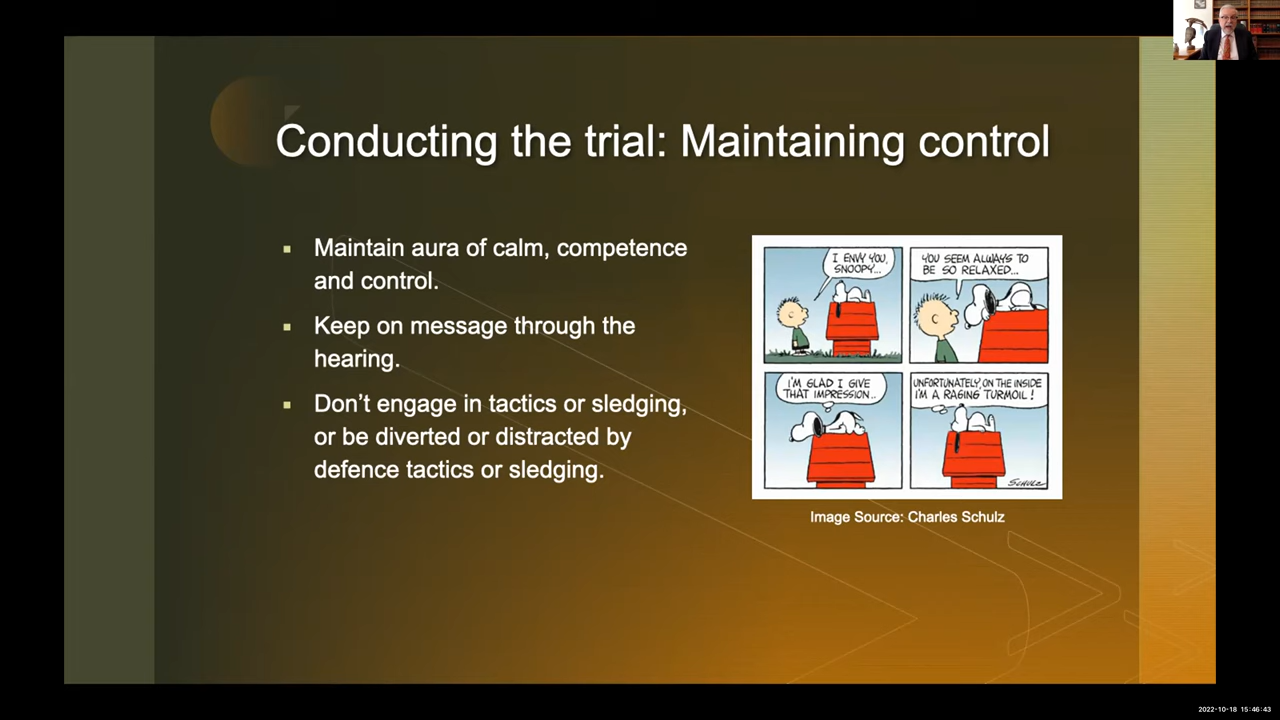 Conducting the trial: Maintaining control
Maintain aura of calm, competence
and control.
Keep on message through the
hearing.
Don't engage in tactics or sledging,
or be diverted or distracted by
defence tactics or sledging.
I ENVY YOU,
SNOOPY...
YOU SEEM ALWAYS TO
BE SO RELAXED...
I'M GLAD I GIVE
THAT IMPRESSION..
UNFORTUNATELY, ON THE INSIDE
I'M A RAGING TURMOIL!
SCHULZ
Image Source: Charles Schulz
2022-10-18 15:46:43